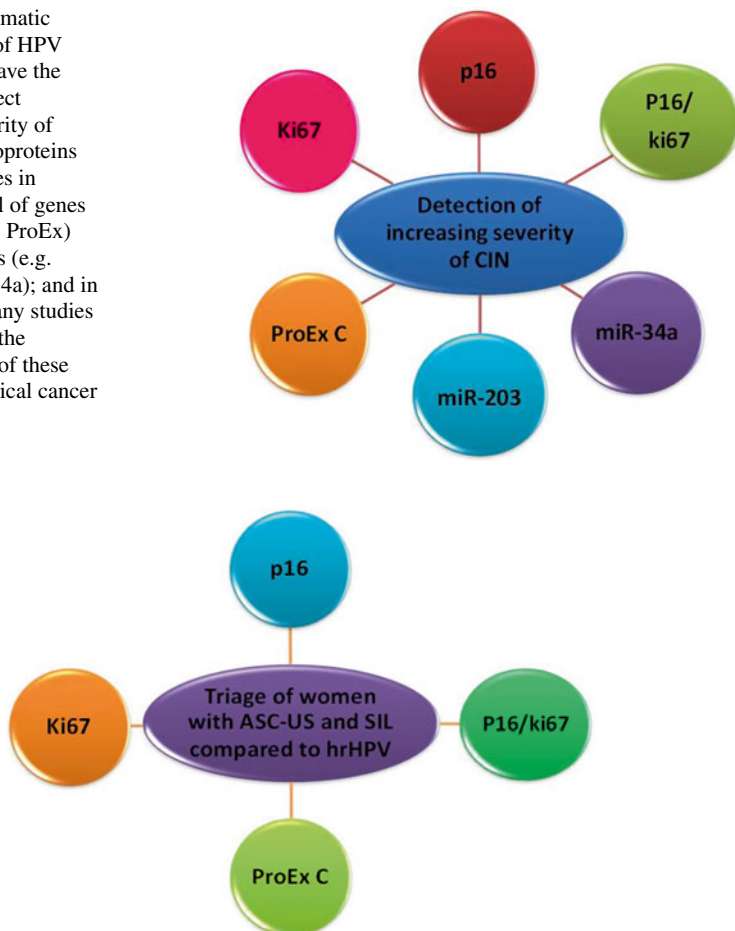 matic
of HPV
ave the
ect
rity of
oproteins
es in
l of genes
ProEx)
s (e.g.
4a); and in
any studies
the
of these
ical cancer
p16
Ki67
P16/
ki67
Detection of
increasing severity
of CIN
ProEx C
miR-34a
miR-203
p16
Ki67
Triage of women
with ASC-US and SIL
compared to hrHPV
P16/ki67
ProEx C